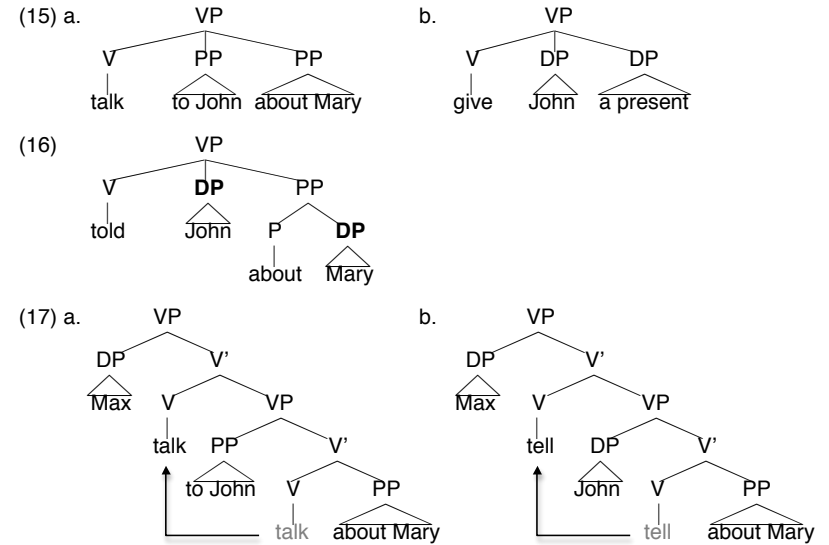 (15) a. VP b. VP
V PP PP V DP DP
talk to John about Mary give John a present
(16) VP
V DP PP
told John P DP
about Mary
(17) a. VP b. VP
DP V' DP V'
Max V VP Max V VP
talk PP V' tell DP V'
to John V PP John V PP
talk about Mary tell about Mary